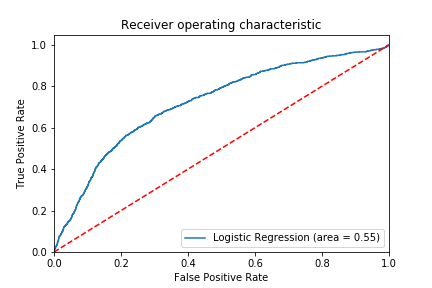 Receiver operating characteristic
1.0
0.8
0.6
0.4
0.2
0.0
True Positive Rate
Logistic Regression (area = 0.55)
0.0 0.2 0.4 0.6 0.8 1.0
False Positive Rate